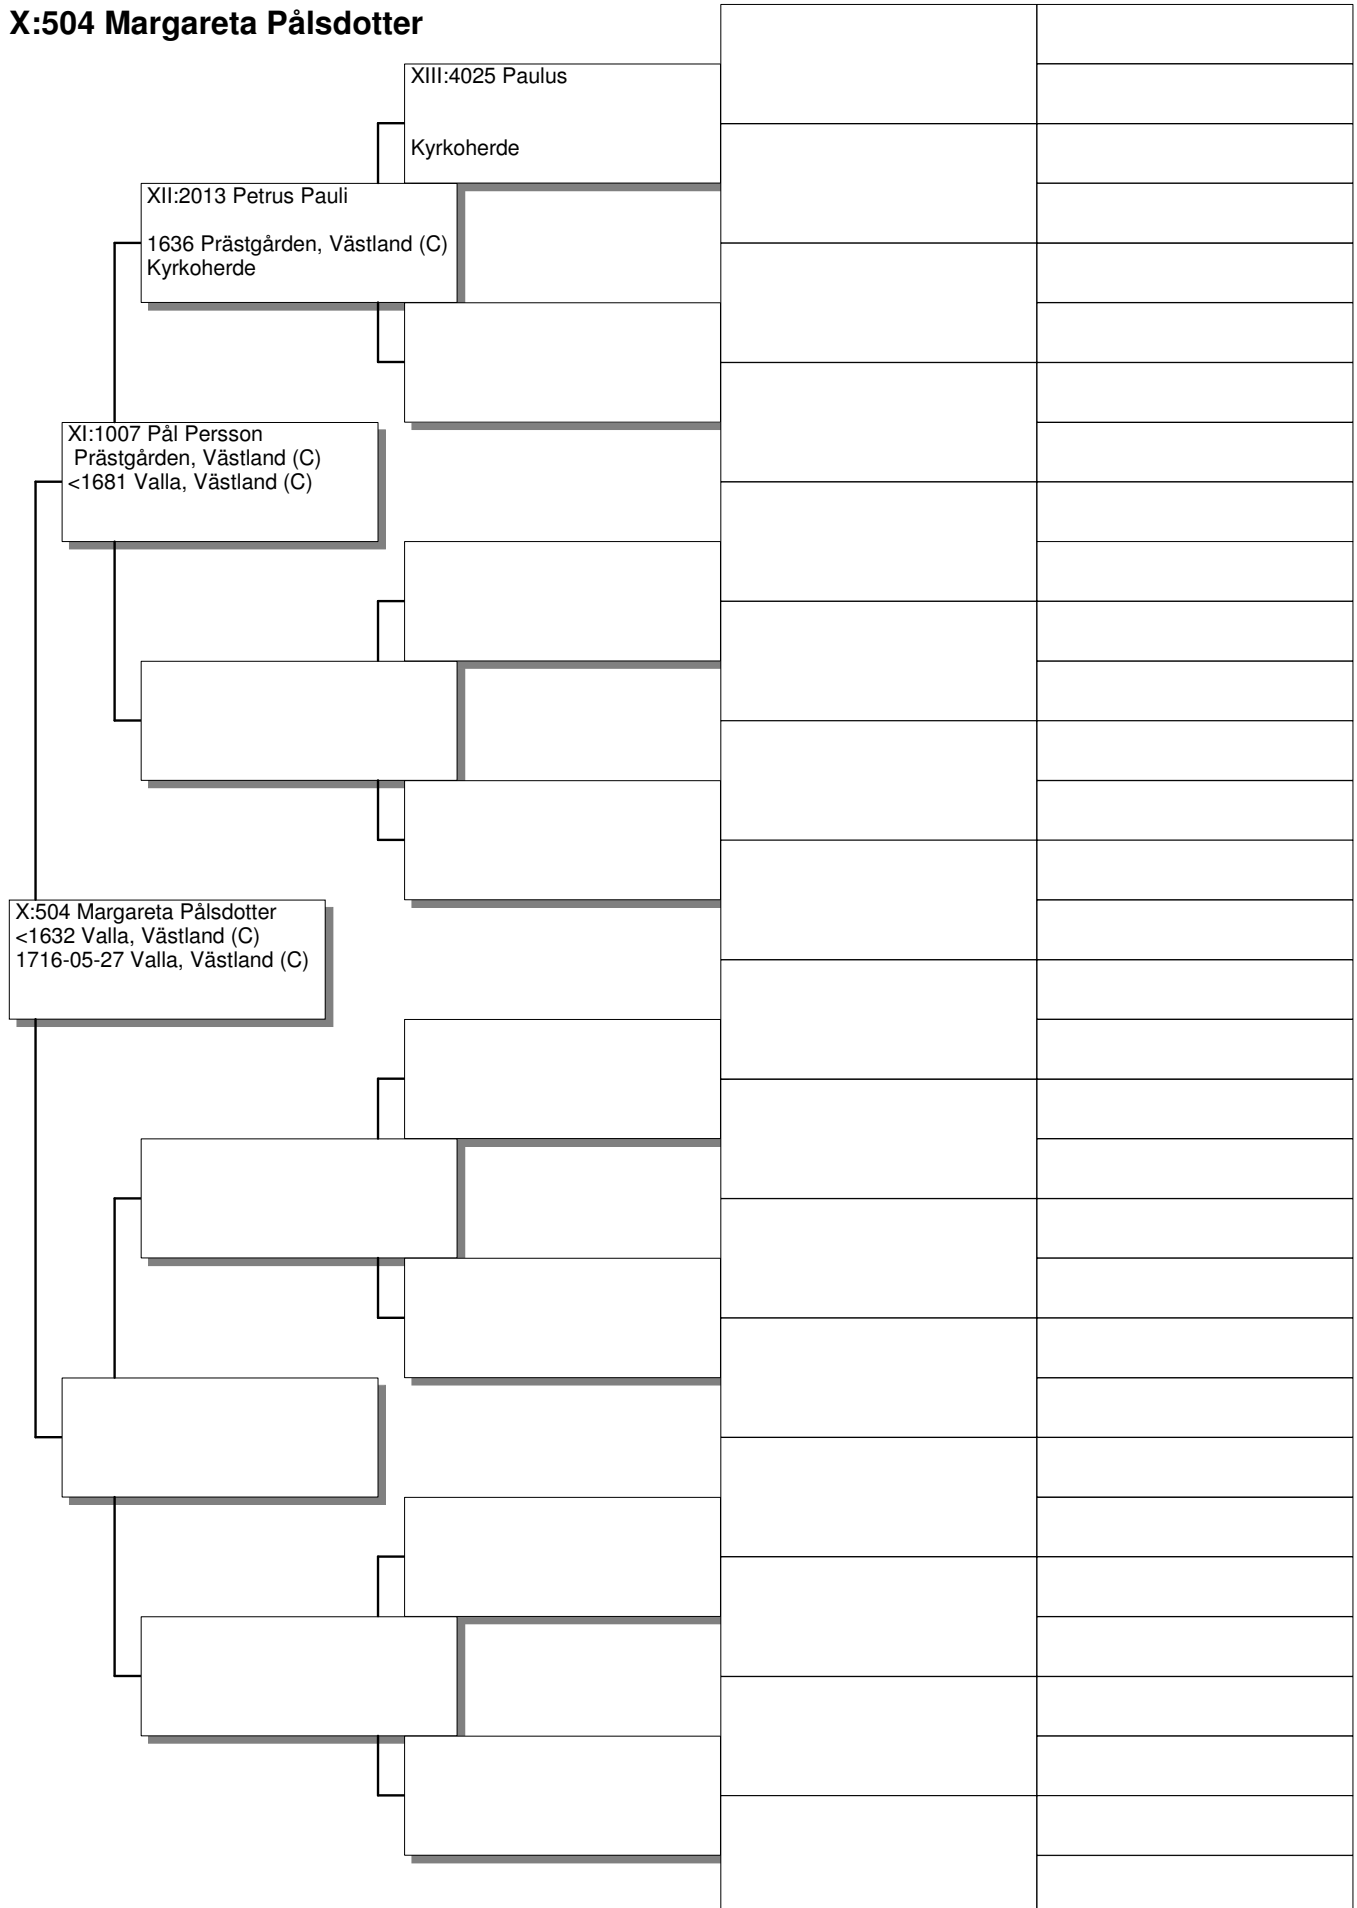 X:504 Margareta Pålsdotter
XIII:4025 Paulus
Kyrkoherde
XII:2013 Petrus Pauli
1636 Prästgården, Västland (C)
Kyrkoherde
XI:1007 Pål Persson
Prästgården, Västland (C)
<1681 Valla, Västland (C)
X:504 Margareta Pålsdotter
<1632 Valla, Västland (C)
1716-05-27 Valla, Västland (C)